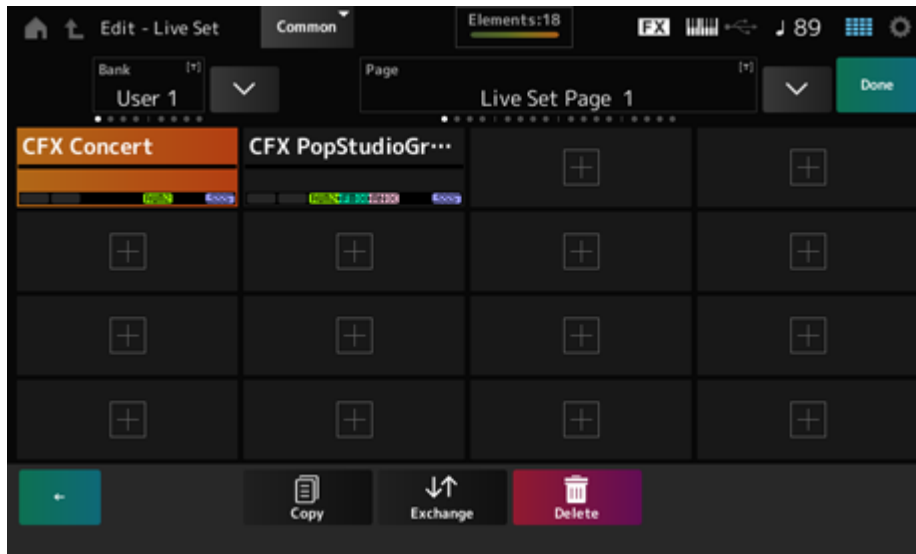 Edit - Live Set
Common
Elements:18
FX
♩ 89
Bank
[T]
User 1
Page
[T]
Live Set Page 1
Done
CFX Concert
CFX PopStudioGr⋯
Copy
Exchange
Delete